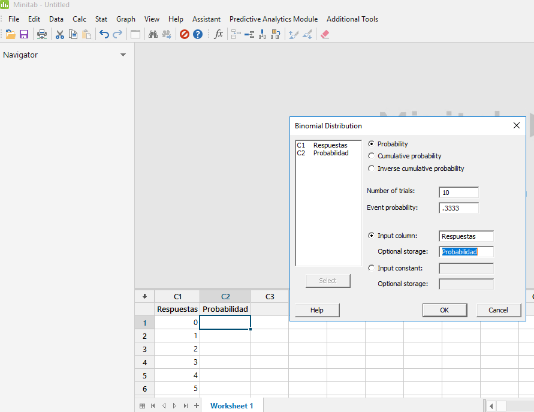 Minitab - Untitled
File Edit Data Calc Stat Graph View Help Assistant Predictive Analytics Module Additional Tools
Navigator
Binomial Distribution
C1 Respuestas
C2 Probabilidad
Probability
Cumulative probability
Inverse cumulative probability
Number of trials: 10
Event probability: .3333
Input column: Respuestas
Optional storage: Probabilidad
Input constant:
Optional storage:
Select
Help OK Cancel
C1 C2 C3
Respuestas Probabilidad
1 0
2 1
3 2
4 3
5 4
6 5
Worksheet 1